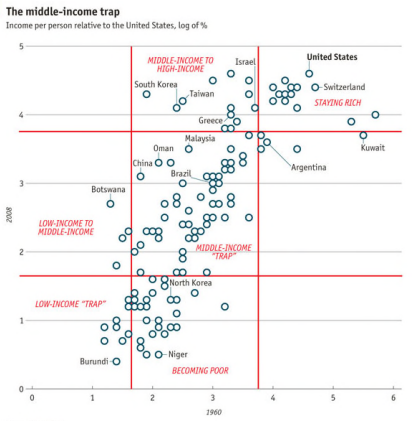 The middle-income trap
Income per person relative to the United States, log of %
5
4
3
2
1
0
2008
MIDDLE-INCOME TO
HIGH-INCOME
Israel
United States
South Korea
Taiwan
Switzerland
STAYING RICH
Greece
Malaysia
Kuwait
Oman
China
Brazil
Argentina
Botswana
LOW-INCOME TO
MIDDLE-INCOME
MIDDLE-INCOME
"TRAP"
North Korea
LOW-INCOME "TRAP"
Niger
Burundi
BECOMING POOR
0
1
2
3
4
5
6
1960